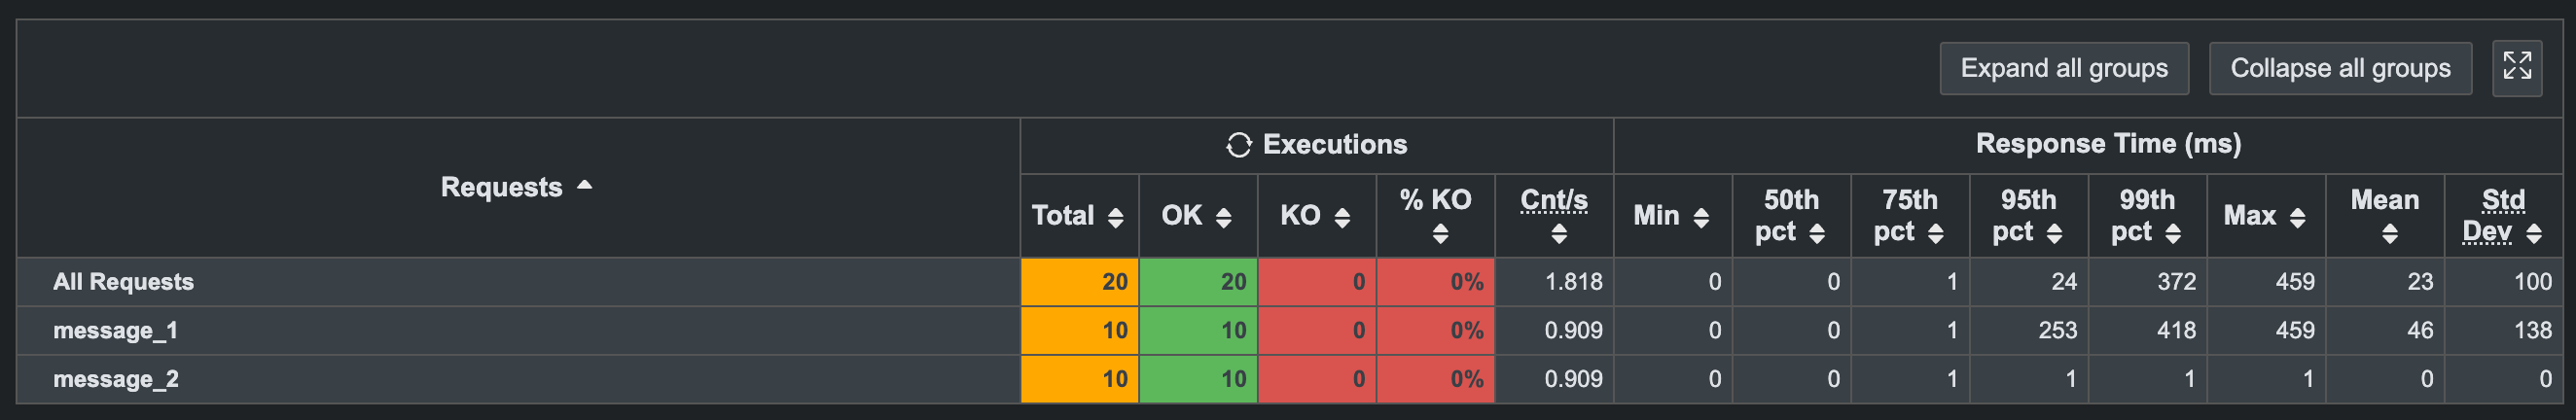 Expand all groups Collapse all groups
Requests Executions Response Time (ms)
Total OK KO % KO Cnt/s Min 50th pct 75th pct 95th pct 99th pct Max Mean Std Dev
All Requests 20 20 0 0% 1.818 0 0 1 24 372 459 23 100
message_1 10 10 0 0% 0.909 0 0 1 253 418 459 46 138
message_2 10 10 0 0% 0.909 0 0 1 1 1 1 0 0